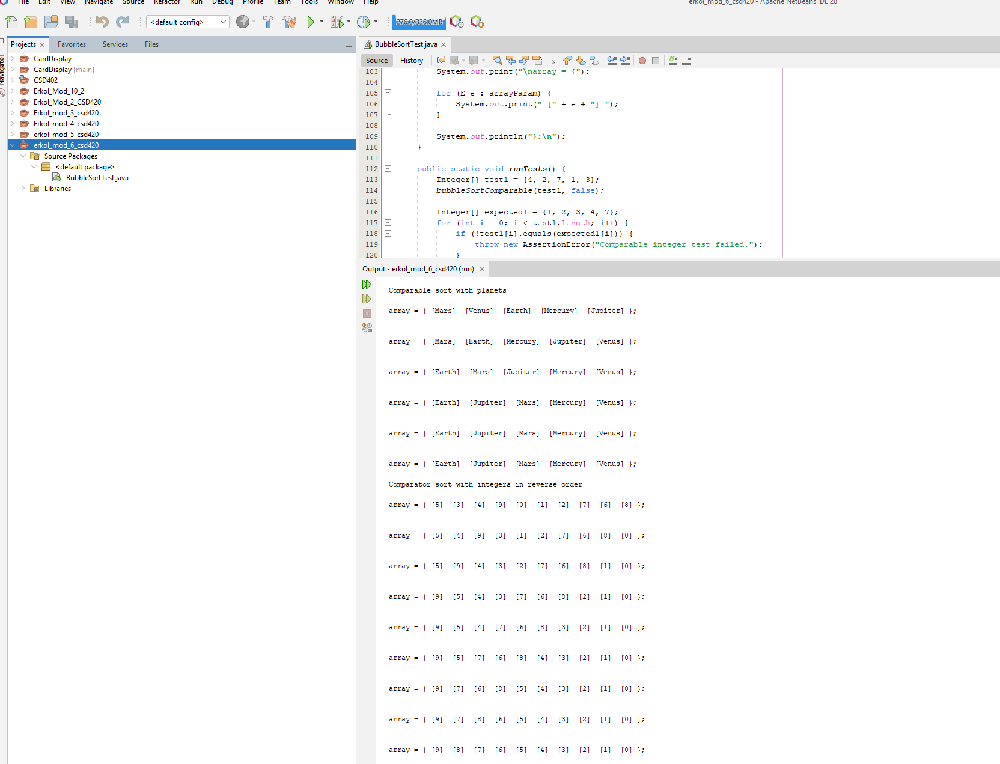 File Edit View Navigate Source Refactor Run Debug Profile Team Tools Window Help
erkol_mod_6_csd420 - Apache NetBeans IDE 28
<default config>
276.0/336.0MB
Projects Favorites Services Files
Navigator
CardDisplay
CardDisplay [main]
CSD402
Erkol_Mod_10_2
Erkol_Mod_2_CSD420
Erkol_mod_3_csd420
Erkol_mod_4_csd420
erkol_mod_5_csd420
erkol_mod_6_csd420
Source Packages
<default package>
BubbleSortTest.java
Libraries
BubbleSortTest.java
Source History
103 System.out.print("\narray = {");
104
105 for (E e : arrayParam) {
106 System.out.print(" [" + e + "] ");
107 }
108
109 System.out.println("};\n");
110 }
111
112 public static void runTests() {
113 Integer[] test1 = {4, 2, 7, 1, 3};
114 bubbleSortComparable(test1, false);
115
116 Integer[] expected1 = {1, 2, 3, 4, 7};
117 for (int i = 0; i < test1.length; i++) {
118 if (!test1[i].equals(expected1[i])) {
119 throw new AssertionError("Comparable integer test failed.");
120 }
Output - erkol_mod_6_csd420 (run)
Comparable sort with planets
array = { [Mars] [Venus] [Earth] [Mercury] [Jupiter] };
array = { [Mars] [Earth] [Mercury] [Jupiter] [Venus] };
array = { [Earth] [Mars] [Jupiter] [Mercury] [Venus] };
array = { [Earth] [Jupiter] [Mars] [Mercury] [Venus] };
array = { [Earth] [Jupiter] [Mars] [Mercury] [Venus] };
array = { [Earth] [Jupiter] [Mars] [Mercury] [Venus] };
Comparator sort with integers in reverse order
array = { [5] [3] [4] [9] [0] [1] [2] [7] [6] [8] };
array = { [5] [4] [9] [3] [1] [2] [7] [6] [8] [0] };
array = { [5] [9] [4] [3] [2] [7] [6] [8] [1] [0] };
array = { [9] [5] [4] [3] [7] [6] [8] [2] [1] [0] };
array = { [9] [5] [4] [7] [6] [8] [3] [2] [1] [0] };
array = { [9] [5] [7] [6] [8] [4] [3] [2] [1] [0] };
array = { [9] [7] [6] [8] [5] [4] [3] [2] [1] [0] };
array = { [9] [7] [8] [6] [5] [4] [3] [2] [1] [0] };
array = { [9] [8] [7] [6] [5] [4] [3] [2] [1] [0] };